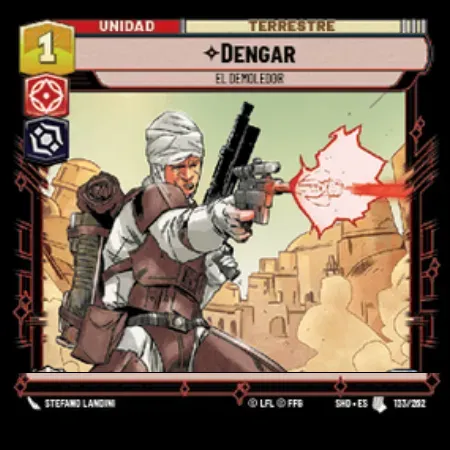 UNIDAD TERRESTRE
1
DENGAR
EL DEMOLEDOR
STEFANO LANDINI © LFL © FFG SHD • ES 133/262